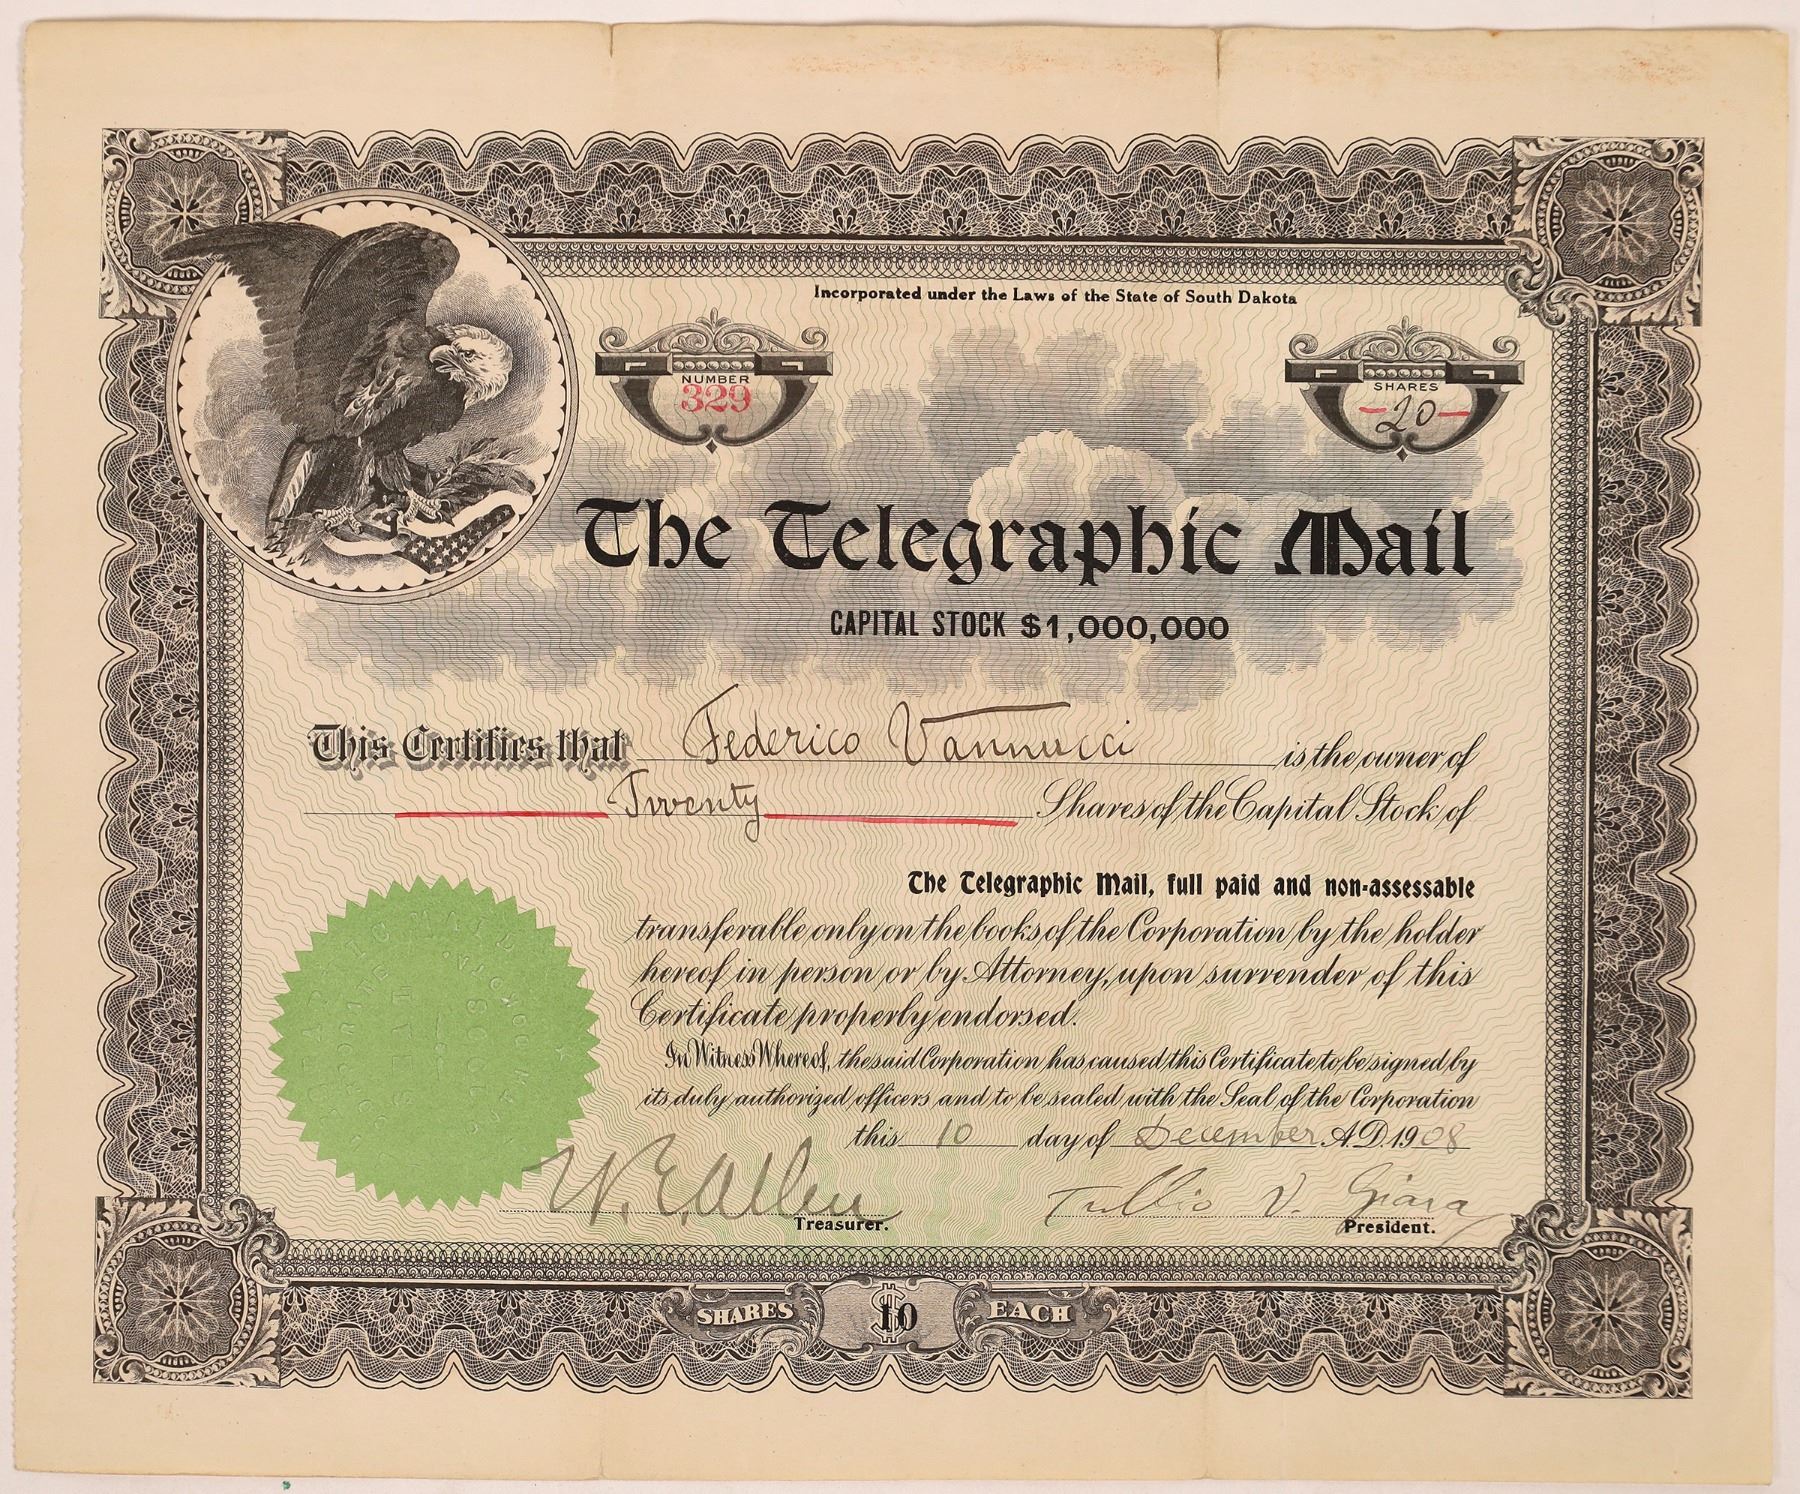 Incorporated under the Laws of the State of South Dakota
NUMBER
329
SHARES
-20-
The Telegraphic Mail
CAPITAL STOCK $1,000,000
This Certifies that Federico Vannucci is the owner of
Twenty Shares of the Capital Stock of
The Telegraphic Mail, full paid and non-assessable
transferable only on the books of the Corporation by the holder
hereof in person or by Attorney, upon surrender of this
Certificate properly endorsed.
In Witness Whereof, the said Corporation has caused this Certificate to be signed by
its duly authorized officers and to be sealed with the Seal of the Corporation
this 10 day of December A.D. 1908
W. E. Allen
Treasurer.
Tullio V. Giara
President.
SHARES $10 EACH